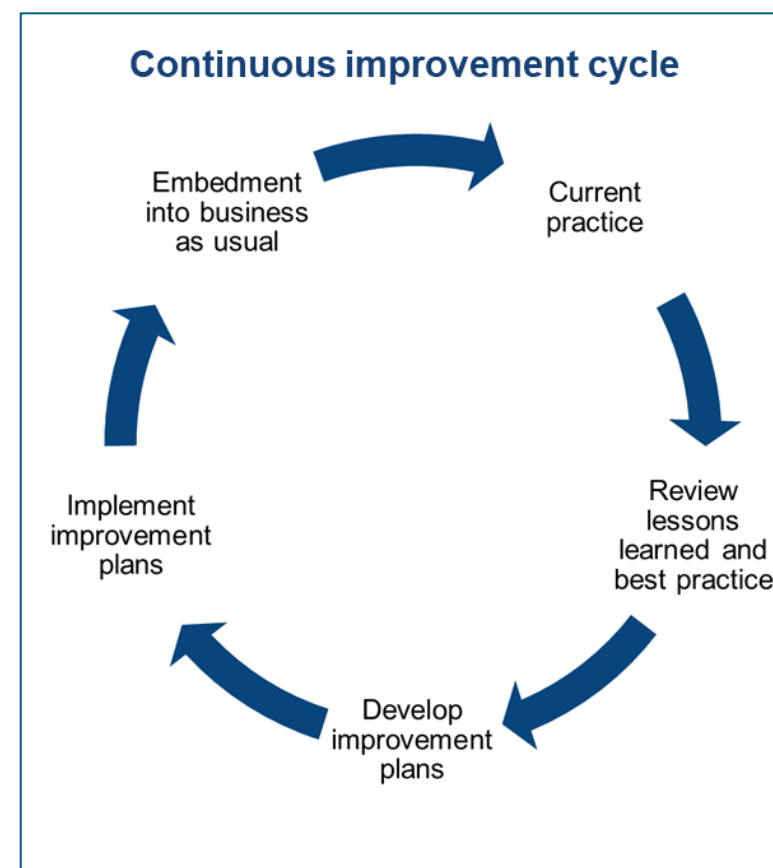 Continuous improvement cycle
Embedment
into business
as usual
Current
practice
Review
lessons
learned and
best practice
Develop
improvement
plans
Implement
improvement
plans